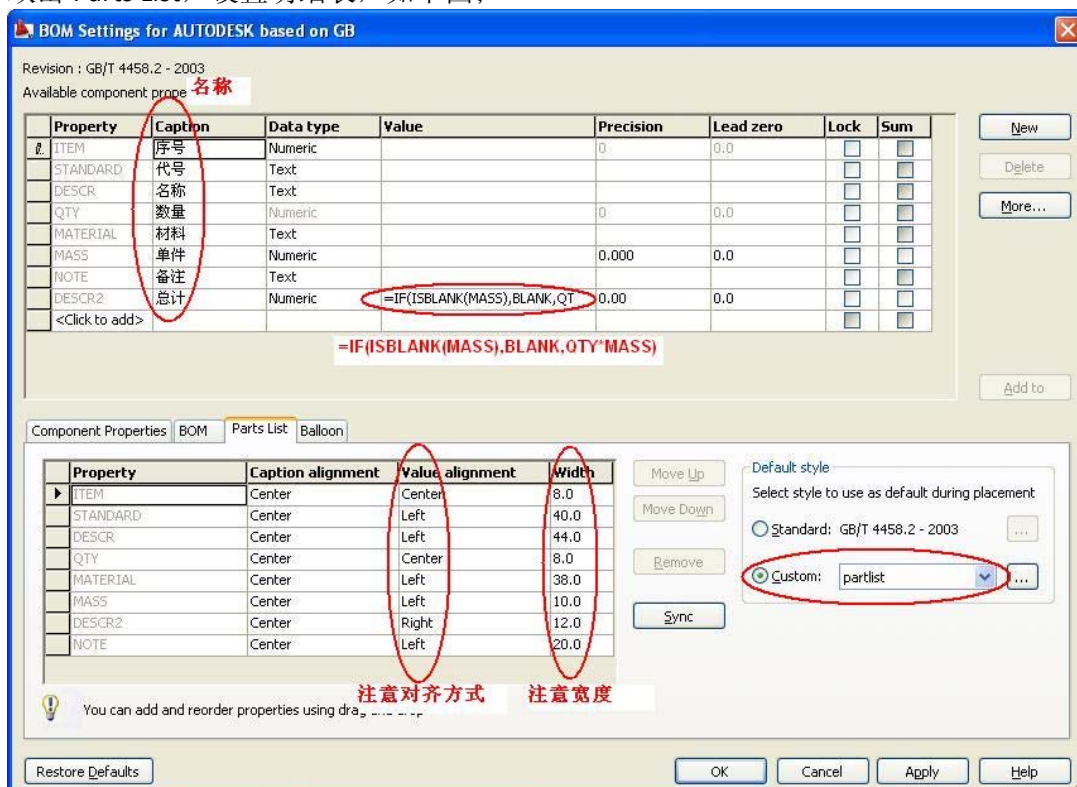 BOM Settings for AUTODESK based on GB
Revision : GB/T 4458.2 - 2003
Available component prope 名称
Property Caption Data type Value Precision Lead zero Lock Sum
ITEM 序号 Numeric 0 0.0
STANDARD 代号 Text
DESCR 名称 Text
QTY 数量 Numeric 0 0.0
MATERIAL 材料 Text
MASS 单件 Numeric 0.000 0.0
NOTE 备注 Text
DESCR2 总计 Numeric =IF(ISBLANK(MASS),BLANK,QT 0.00 0.0
<Click to add>
=IF(ISBLANK(MASS),BLANK,QTY*MASS)
New
Delete
More...
Add to
Component Properties BOM Parts List Balloon
Property Caption alignment Value alignment Width
ITEM Center Center 8.0
STANDARD Center Left 40.0
DESCR Center Left 44.0
QTY Center Center 8.0
MATERIAL Center Left 38.0
MASS Center Left 10.0
DESCR2 Center Right 12.0
NOTE Center Left 20.0
注意对齐方式 注意宽度
You can add and reorder properties using drag and drop
Move Up
Move Down
Remove
Sync
Default style
Select style to use as default during placement
Standard: GB/T 4458.2 - 2003 ...
Custom: partlist ...
Restore Defaults OK Cancel Apply Help